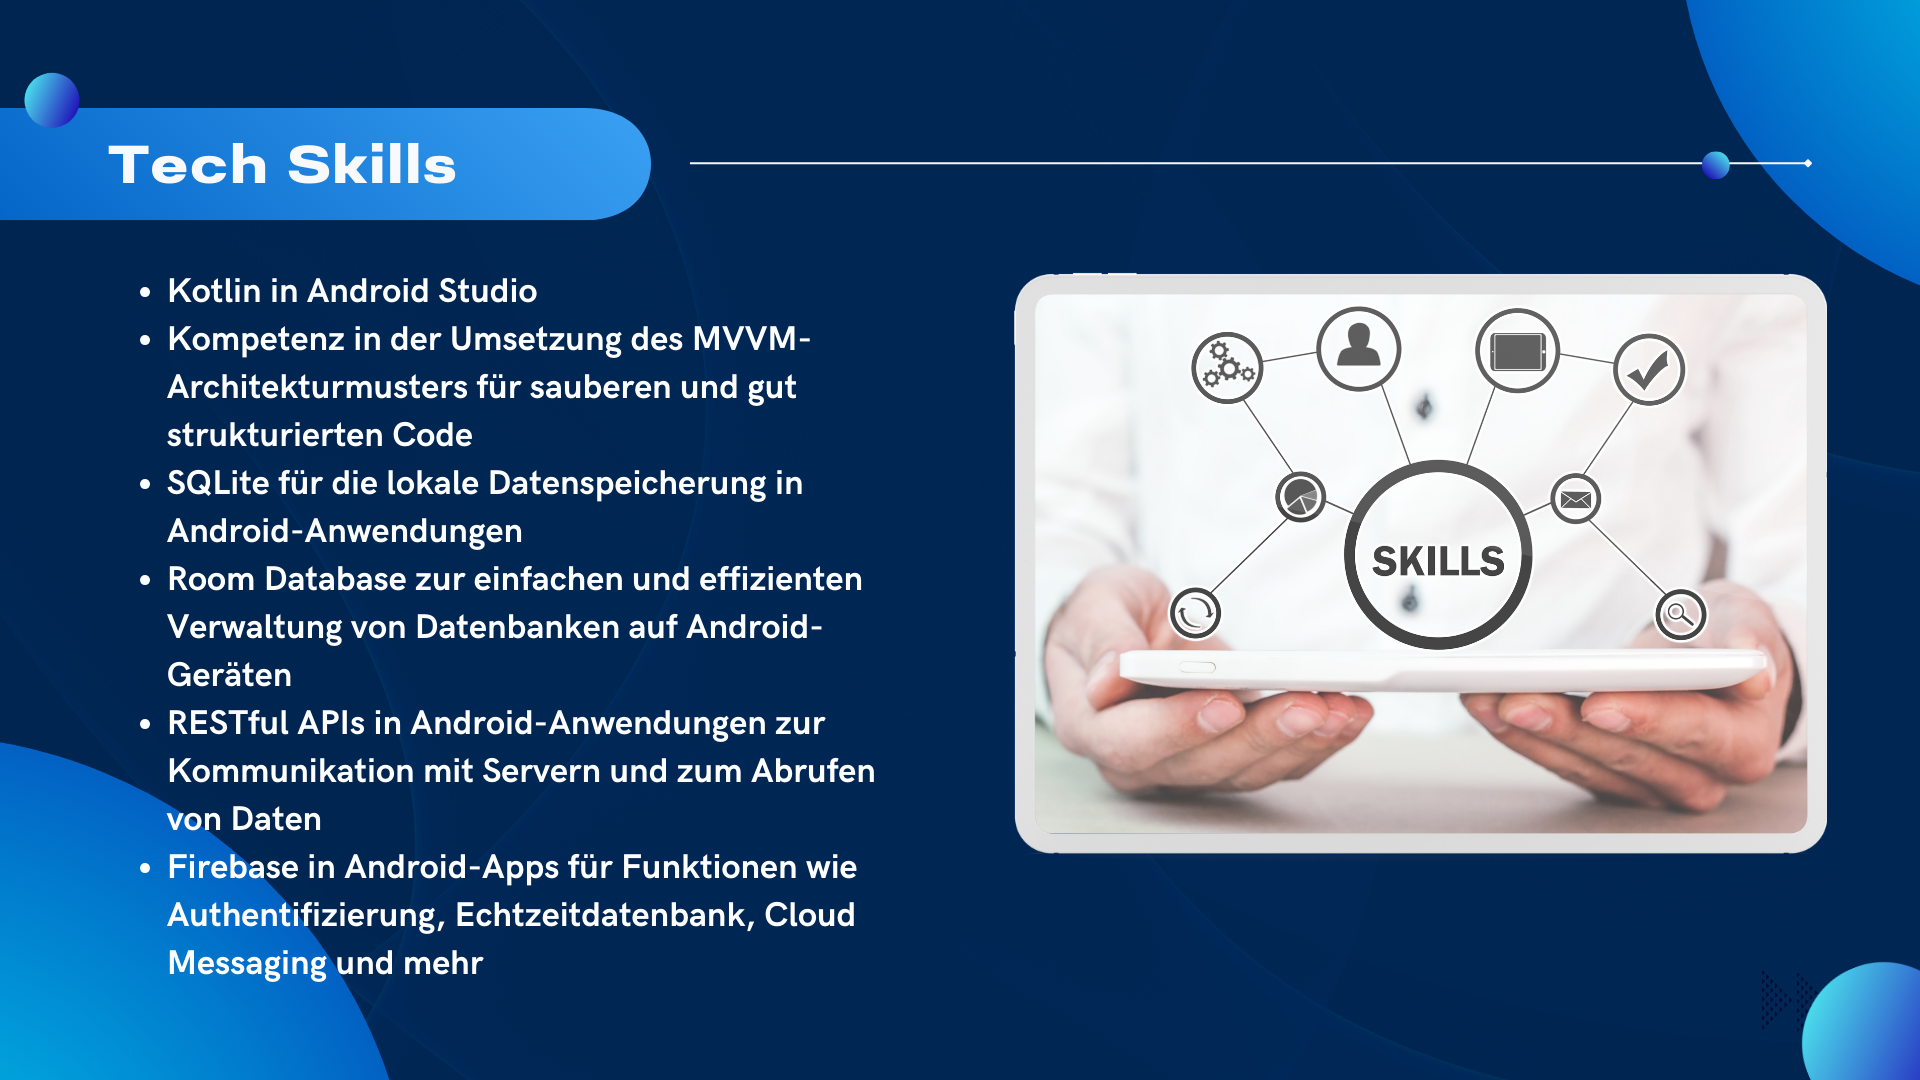 Tech Skills
• Kotlin in Android Studio
• Kompetenz in der Umsetzung des MVVM-
Architekturmusters für sauberen und gut
strukturierten Code
• SQLite für die lokale Datenspeicherung in
Android-Anwendungen
• Room Database zur einfachen und effizienten
Verwaltung von Datenbanken auf Android-
Geräten
• RESTful APIs in Android-Anwendungen zur
Kommunikation mit Servern und zum Abrufen
von Daten
• Firebase in Android-Apps für Funktionen wie
Authentifizierung, Echtzeitdatenbank, Cloud
Messaging und mehr
SKILLS